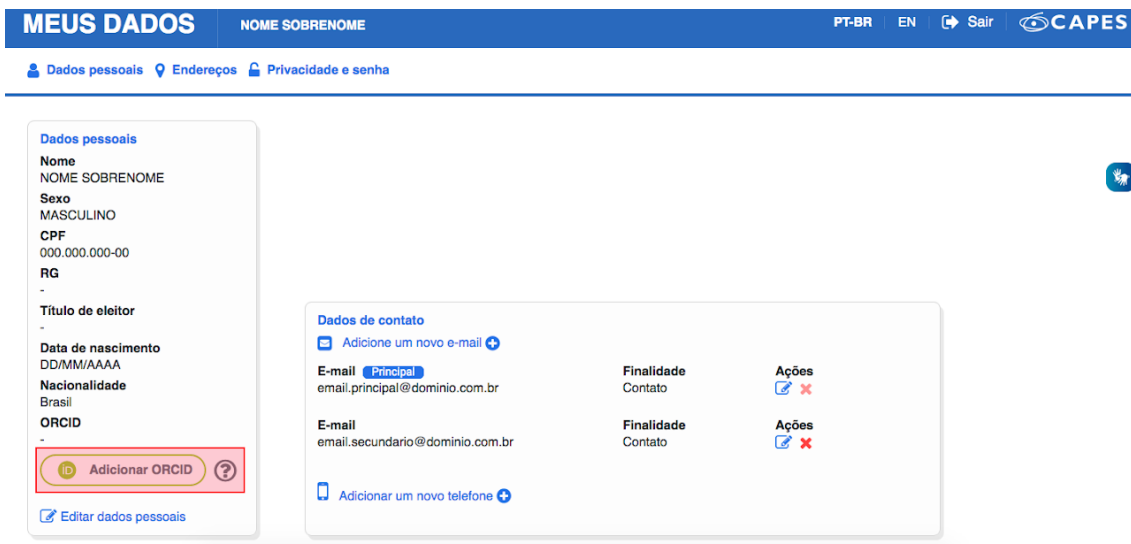 MEUS DADOS NOME SOBRENOME PT-BR EN Sair CAPES
Dados pessoais Endereços Privacidade e senha
Dados pessoais
Nome
NOME SOBRENOME
Sexo
MASCULINO
CPF
000.000.000-00
RG
-
Título de eleitor
-
Data de nascimento
DD/MM/AAAA
Nacionalidade
Brasil
ORCID
-
iD Adicionar ORCID ?
Editar dados pessoais
Dados de contato
Adicione um novo e-mail
E-mail Principal Finalidade Ações
email.principal@dominio.com.br Contato
E-mail Finalidade Ações
email.secundario@dominio.com.br Contato
Adicionar um novo telefone